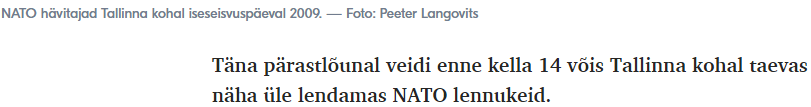 NATO hävitajad Tallinna kohal iseseisvuspäeval 2009. — Foto: Peeter Langovits
Täna pärastlõunal veidi enne kella 14 võis Tallinna kohal taevas
näha üle lendamas NATO lennukeid.